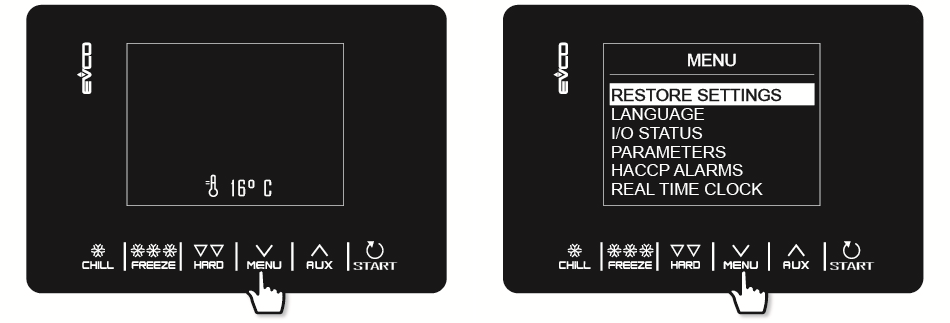 EVCO
16° C
CHILL
FREEZE
HARD
MENU
AUX
START
EVCO
MENU
RESTORE SETTINGS
LANGUAGE
I/O STATUS
PARAMETERS
HACCP ALARMS
REAL TIME CLOCK
CHILL
FREEZE
HARD
MENU
AUX
START